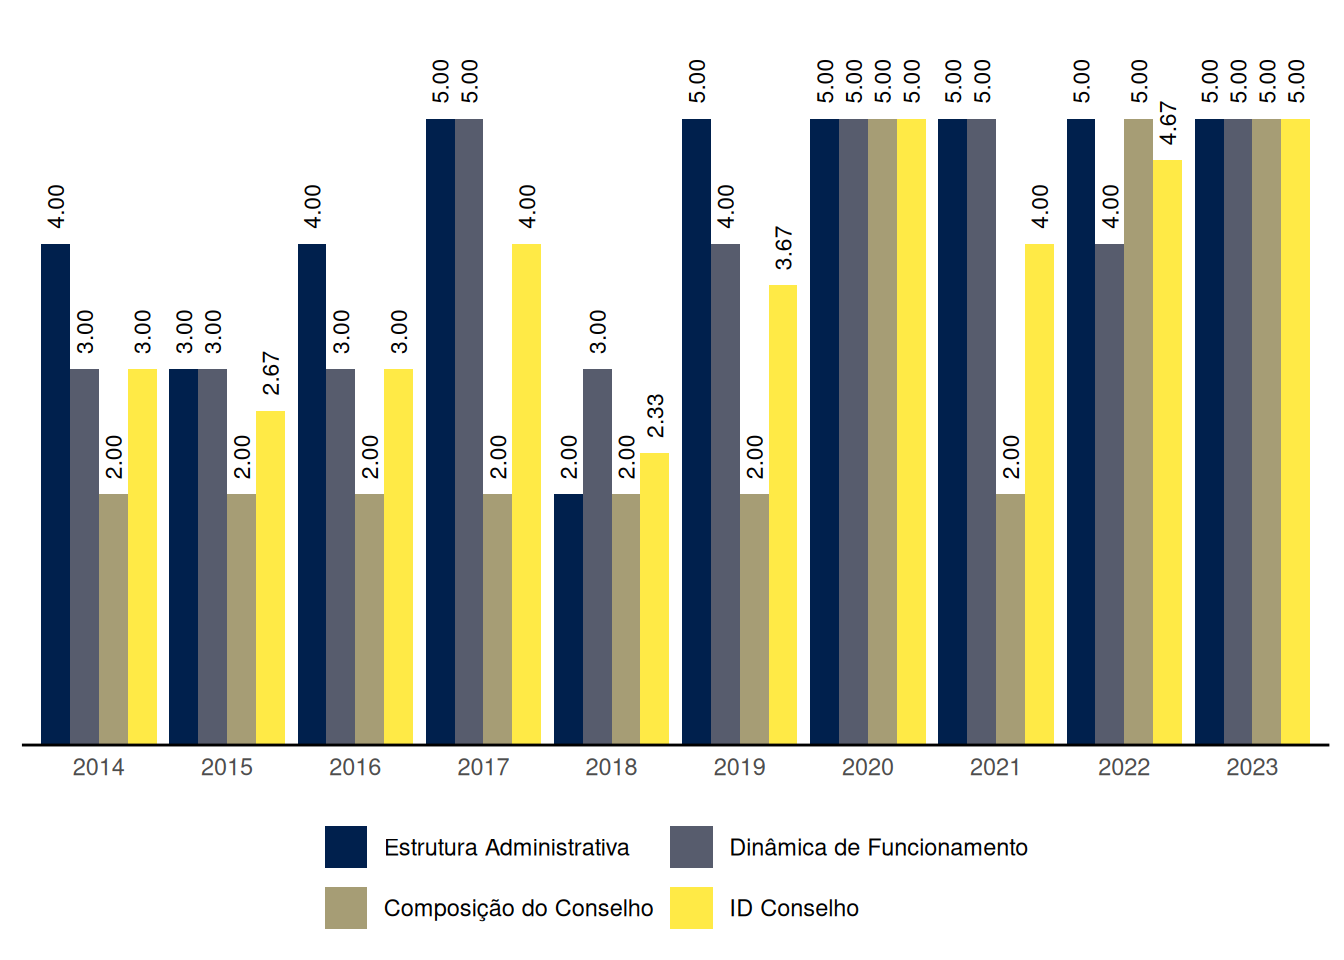 4.00 3.00 2.00 3.00
3.00 3.00 2.00 2.67
4.00 3.00 2.00 3.00
5.00 5.00 2.00 4.00
2.00 3.00 2.00 2.33
5.00 4.00 2.00 3.67
5.00 5.00 5.00 5.00
5.00 5.00 2.00 4.00
5.00 4.00 5.00 4.67
5.00 5.00 5.00 5.00
2014 2015 2016 2017 2018 2019 2020 2021 2022 2023
Estrutura Administrativa Dinâmica de Funcionamento
Composição do Conselho ID Conselho